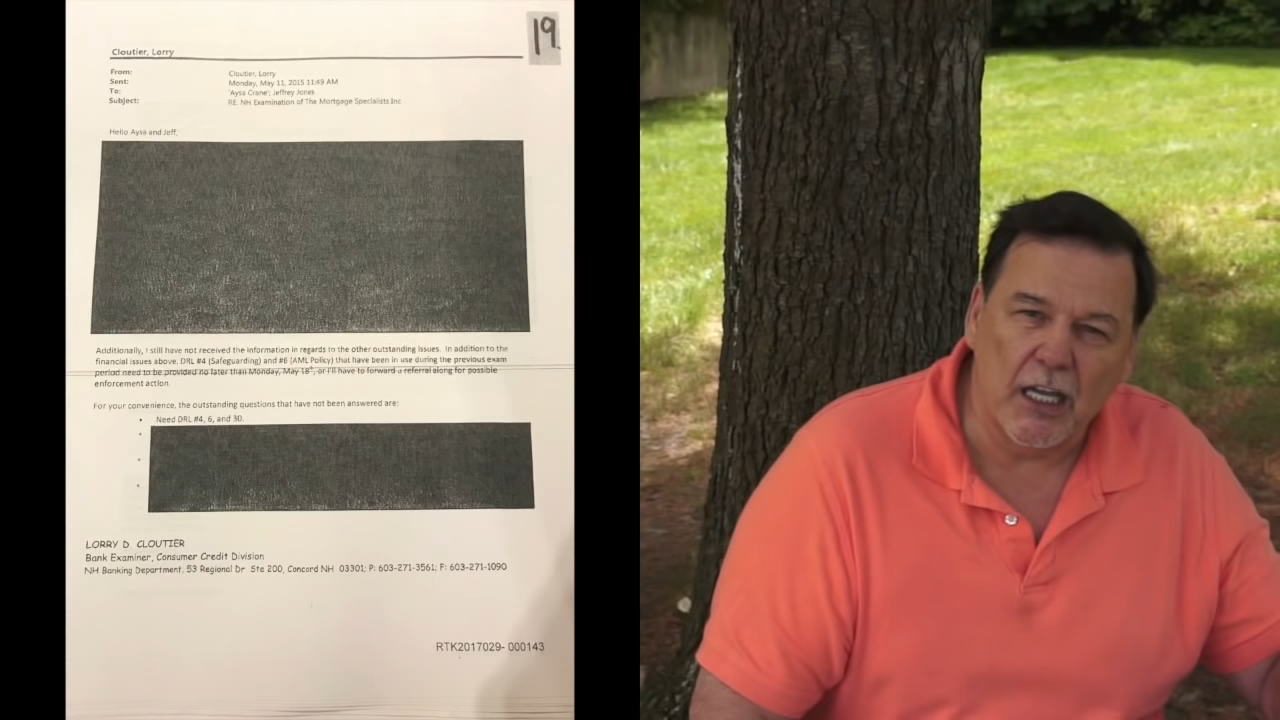 19.
Cloutier, Lorry
From: Cloutier, Lorry
Sent: Monday, May 11, 2015 11:49 AM
To: 'Aysa Crane'; Jeffrey Jones
Subject: RE: NH Examination of The Mortgage Specialists Inc
Hello Aysa and Jeff,
Additionally, I still have not received the information in regards to the other outstanding issues. In addition to the
financial issues above, DRL #4 (Safeguarding) and #6 (AML Policy) that have been in use during the previous exam
period need to be provided no later than Monday, May 18th, or I'll have to forward a referral along for possible
enforcement action.
For your convenience, the outstanding questions that have not been answered are:
• Need DRL #4, 6, and 30.
•
•
•
LORRY D. CLOUTIER
Bank Examiner, Consumer Credit Division
NH Banking Department, 53 Regional Dr Ste 200, Concord NH 03301; P: 603-271-3561; F: 603-271-1090
RTK2017029- 000143